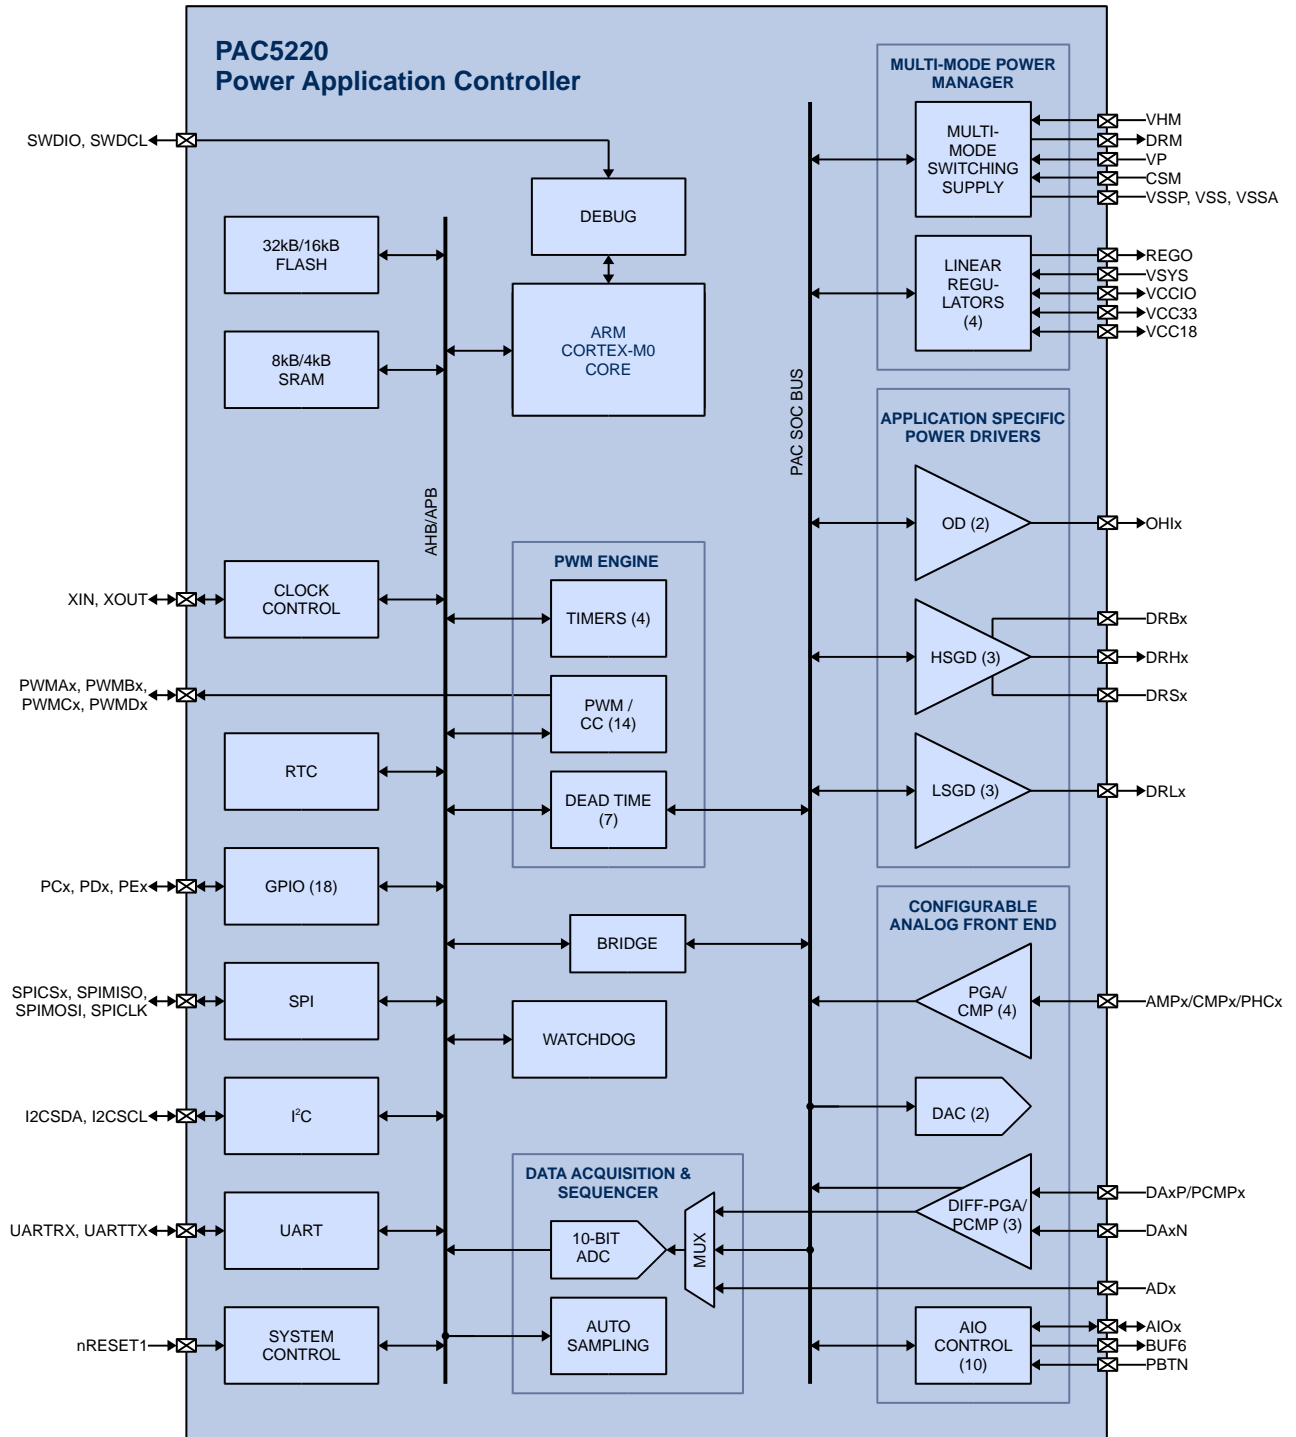 PAC5220
Power Application Controller
SWDIO, SWDCL
DEBUG
32kB/16kB
FLASH
8kB/4kB
SRAM
ARM
CORTEX-M0
CORE
AHB/APB
XIN, XOUT
CLOCK
CONTROL
PWM ENGINE
TIMERS (4)
PWMAx, PWMBx,
PWMCx, PWMDx
PWM /
CC (14)
RTC
DEAD TIME
(7)
PCx, PDx, PEx
GPIO (18)
BRIDGE
SPICSx, SPIMISO,
SPIMOSI, SPICLK
SPI
WATCHDOG
I2CSDA, I2CSCL
I²C
DATA ACQUISITION &
SEQUENCER
UARTRX, UARTTX
UART
10-BIT
ADC
MUX
nRESET1
SYSTEM
CONTROL
AUTO
SAMPLING
PAC SOC BUS
MULTI-MODE POWER
MANAGER
MULTI-
MODE
SWITCHING
SUPPLY
VHM
DRM
VP
CSM
VSSP, VSS, VSSA
LINEAR
REGU-
LATORS
(4)
REGO
VSYS
VCCIO
VCC33
VCC18
APPLICATION SPECIFIC
POWER DRIVERS
OD (2)
OHIx
HSGD (3)
DRBx
DRHx
DRSx
LSGD (3)
DRLx
CONFIGURABLE
ANALOG FRONT END
PGA/
CMP (4)
AMPx/CMPx/PHCx
DAC (2)
DIFF-PGA/
PCMP (3)
DAxP/PCMPx
DAxN
ADx
AIO
CONTROL
(10)
AIOx
BUF6
PBTN